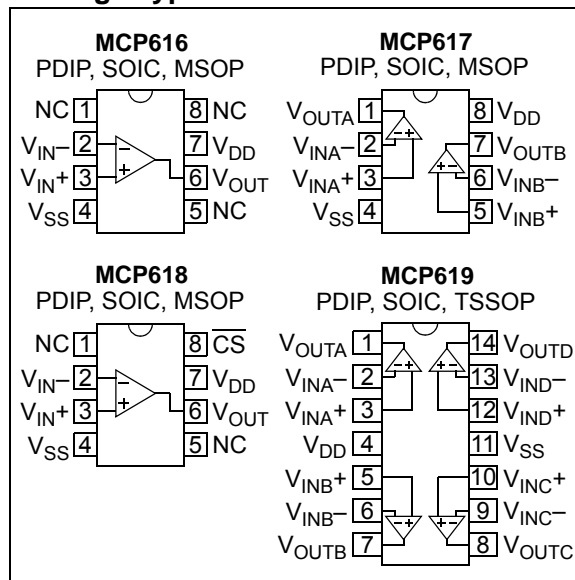 MCP616
PDIP, SOIC, MSOP
NC 1
8 NC
VIN– 2
7 VDD
VIN+ 3
6 VOUT
VSS 4
5 NC
MCP617
PDIP, SOIC, MSOP
VOUTA 1
8 VDD
VINA– 2
7 VOUTB
VINA+ 3
6 VINB–
VSS 4
5 VINB+
MCP618
PDIP, SOIC, MSOP
NC 1
8 CS
VIN– 2
7 VDD
VIN+ 3
6 VOUT
VSS 4
5 NC
MCP619
PDIP, SOIC, TSSOP
VOUTA 1
14 VOUTD
VINA– 2
13 VIND–
VINA+ 3
12 VIND+
VDD 4
11 VSS
VINB+ 5
10 VINC+
VINB– 6
9 VINC–
VOUTB 7
8 VOUTC